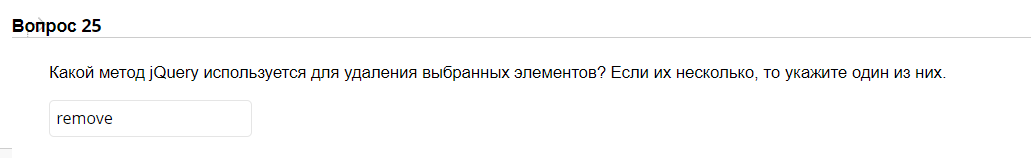 Вопрос 25
Какой метод jQuery используется для удаления выбранных элементов? Если их несколько, то укажите один из них.
remove